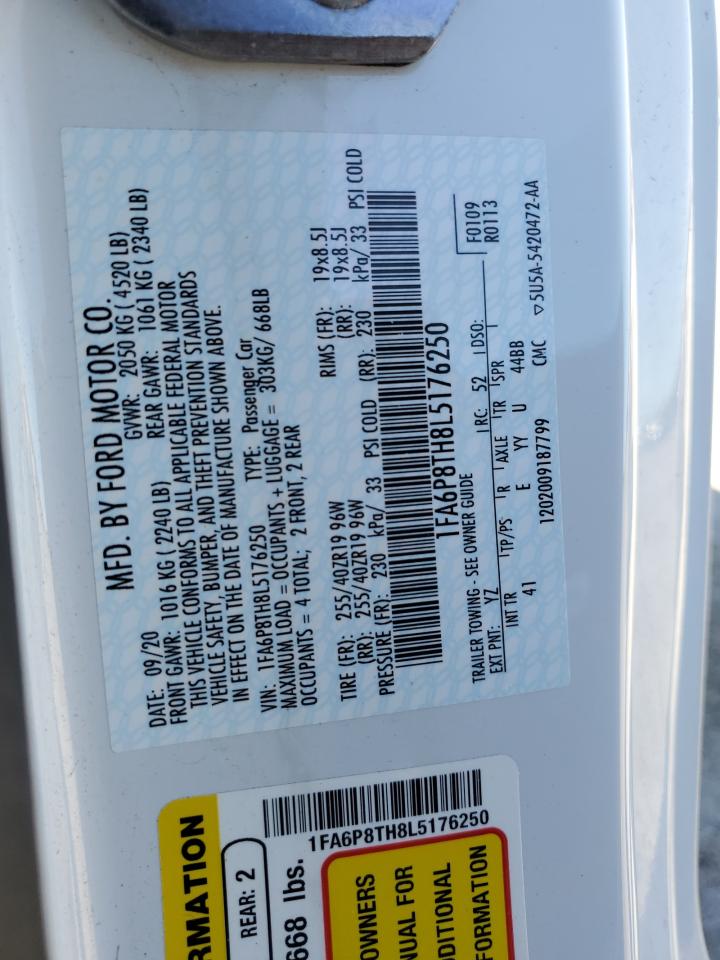 MFD. BY FORD MOTOR CO.
DATE: 09/20 GVWR: 2050 KG ( 4520 LB)
FRONT GAWR: 1016 KG ( 2240 LB) REAR GAWR: 1061 KG ( 2340 LB)
THIS VEHICLE CONFORMS TO ALL APPLICABLE FEDERAL MOTOR
VEHICLE SAFETY, BUMPER, AND THEFT PREVENTION STANDARDS
IN EFFECT ON THE DATE OF MANUFACTURE SHOWN ABOVE.
VIN: 1FA6P8TH8L5176250 TYPE: Passenger Car
MAXIMUM LOAD = OCCUPANTS + LUGGAGE = 303KG/ 668LB
OCCUPANTS = 4 TOTAL; 2 FRONT, 2 REAR
TIRE (FR): 255/40ZR19 96W RIMS (FR): 19x8.5J
(RR): 255/40ZR19 96W (RR): 19x8.5J
PRESSURE (FR): 230 kPa/ 33 PSI COLD (RR): 230 kPa/ 33 PSI COLD
1FA6P8TH8L5176250
TRAILER TOWING - SEE OWNER GUIDE
F0109
R0113
EXT PNT: YZ RC: 52 DSO:
INT TR TP/PS R AXLE TR SPR
41 E YY U 44BB
1202009187799 CMC ▽5U5A-5420472-AA
RMATION
REAR: 2
668 lbs.
1FA6P8TH8L5176250
OWNERS
NUAL FOR
DDITIONAL
FORMATION